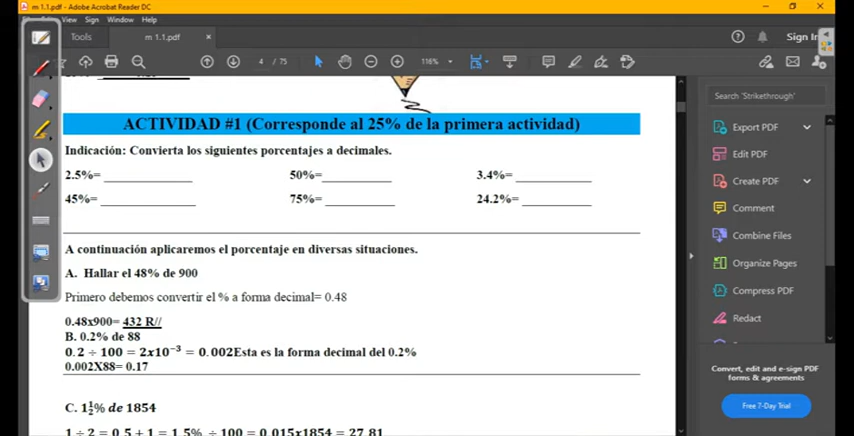 m 1.1.pdf - Adobe Acrobat Reader DC
View Sign Window Help
Tools m 1.1.pdf × Sign In
4 / 75 116%
ACTIVIDAD #1 (Corresponde al 25% de la primera actividad)
Indicación: Convierta los siguientes porcentajes a decimales.
2.5%= ____________ 50%=____________ 3.4%= ____________
45%= ____________ 75%= ____________ 24.2%= ____________
A continuación aplicaremos el porcentaje en diversas situaciones.
A. Hallar el 48% de 900
Primero debemos convertir el % a forma decimal= 0.48
0.48x900= 432 R//
B. 0.2% de 88
0.2 ÷ 100 = 2x10⁻³ = 0.002Esta es la forma decimal del 0.2%
0.002X88= 0.17
C. 1½% de 1854
1 ÷ 2 = 0.5 + 1 = 1.5% ÷ 100 = 0.015x1854 = 27.81
Search 'Strikethrough'
Export PDF
Edit PDF
Create PDF
Comment
Combine Files
Organize Pages
Compress PDF
Redact
Convert, edit and e-sign PDF
forms & agreements
Free 7-Day Trial